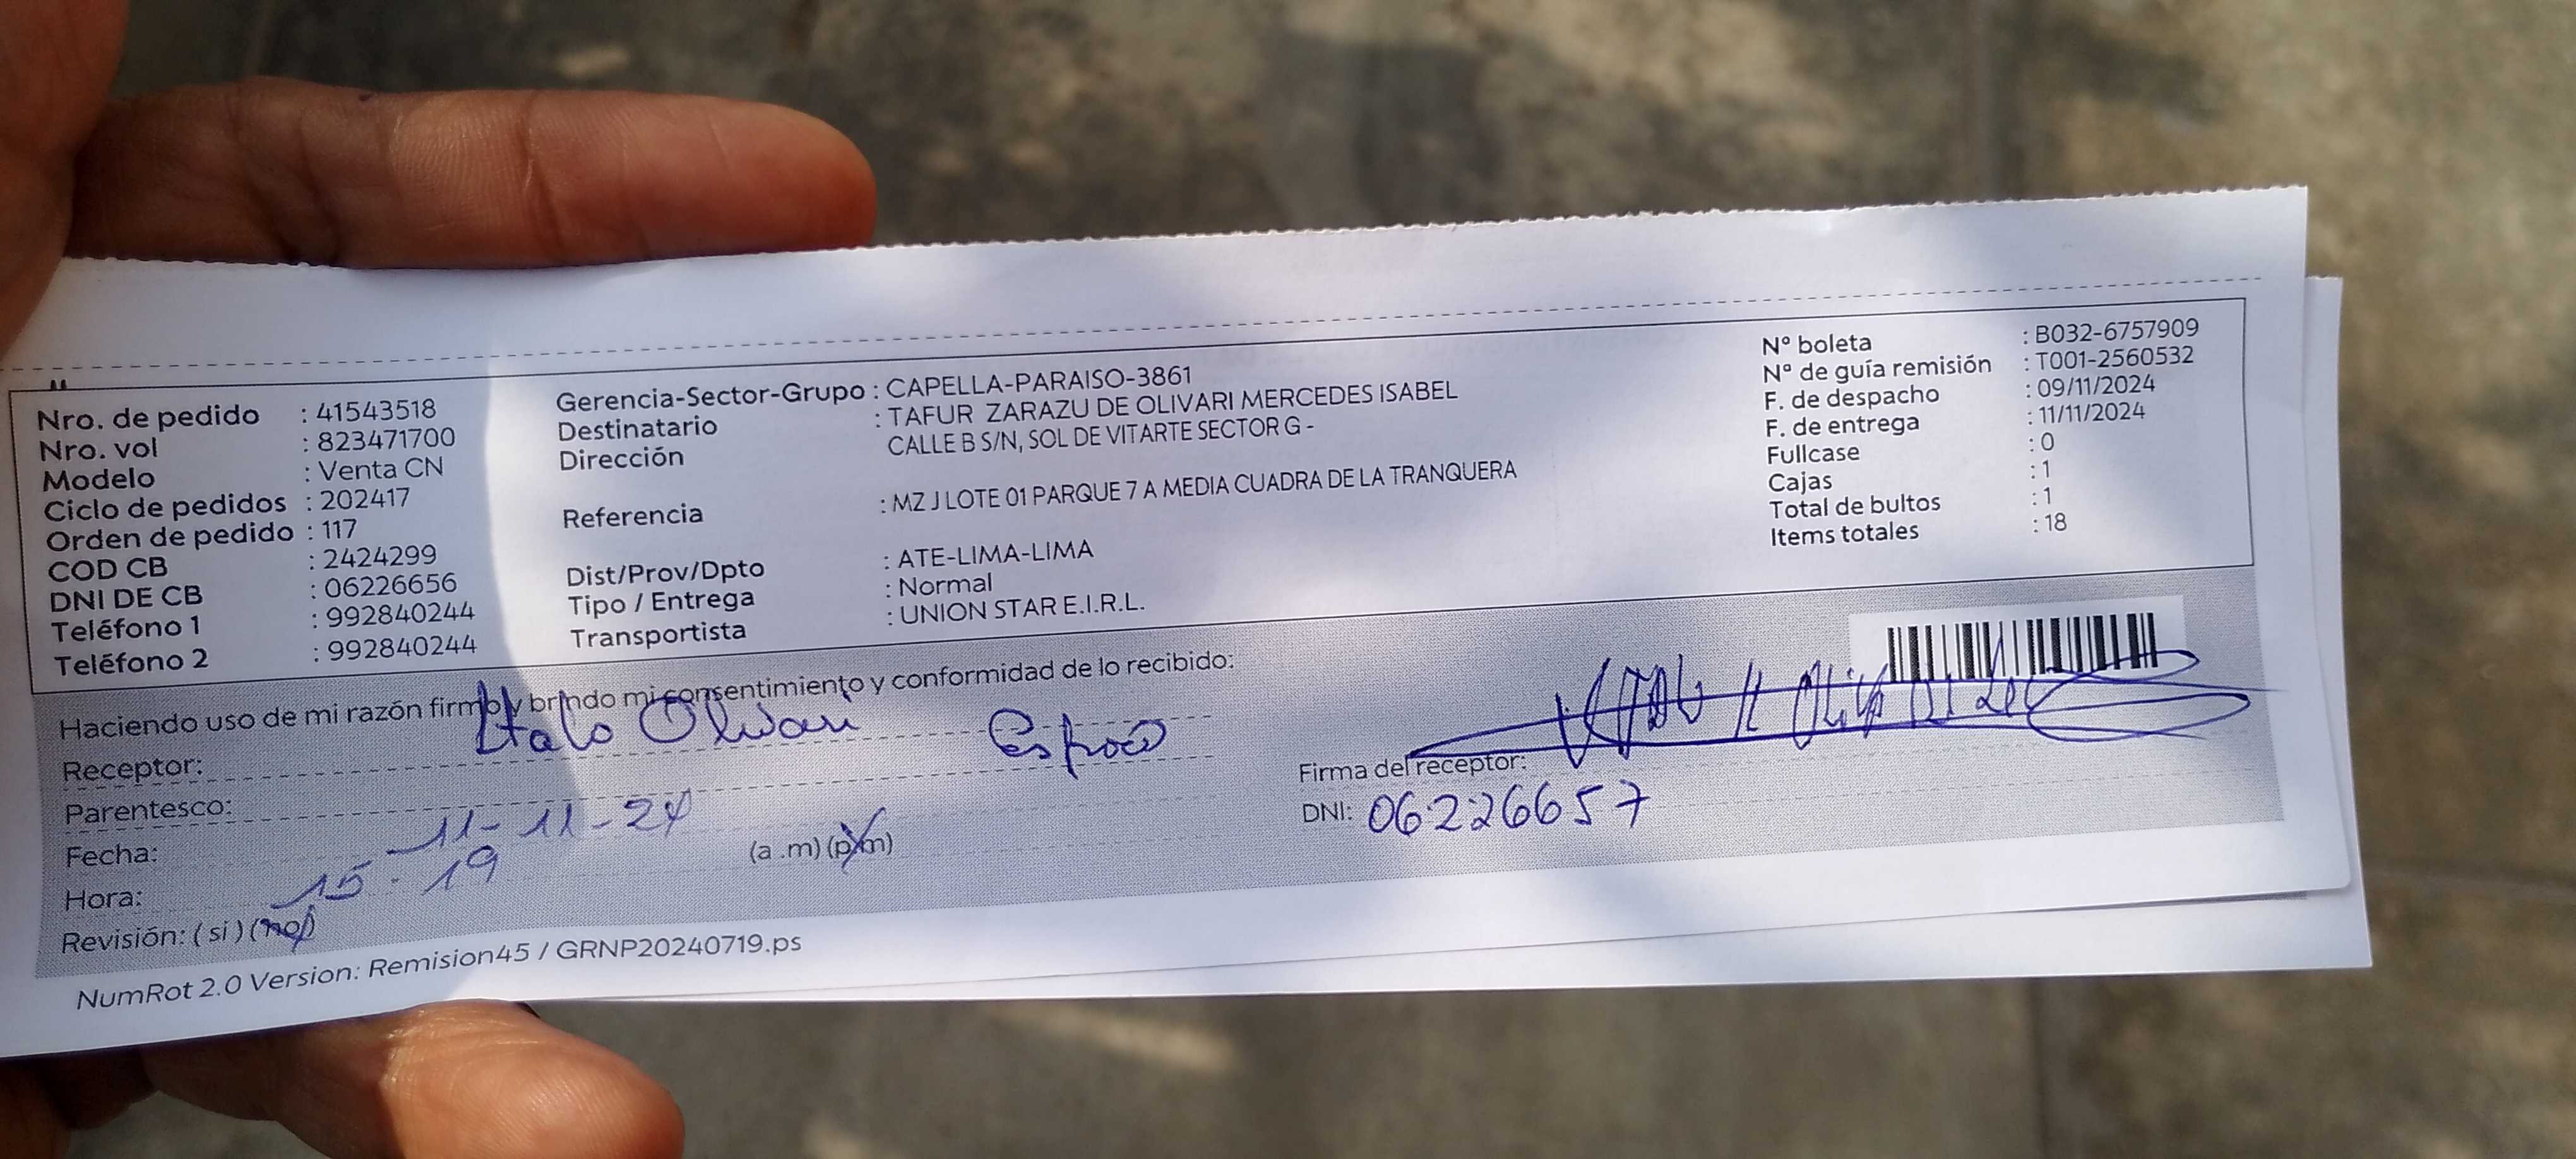 Nro. de pedido : 41543518
Nro. vol : 823471700
Modelo : Venta CN
Ciclo de pedidos : 202417
Orden de pedido : 117
COD CB : 2424299
DNI DE CB : 06226656
Teléfono 1 : 992840244
Teléfono 2 : 992840244
Gerencia-Sector-Grupo : CAPELLA-PARAISO-3861
Destinatario : TAFUR ZARAZU DE OLIVARI MERCEDES ISABEL
Dirección CALLE B S/N, SOL DE VITARTE SECTOR G -
Referencia : MZ J LOTE 01 PARQUE 7 A MEDIA CUADRA DE LA TRANQUERA
Dist/Prov/Dpto : ATE-LIMA-LIMA
Tipo / Entrega : Normal
Transportista : UNION STAR E.I.R.L.
Nº boleta : B032-6757909
Nº de guía remisión : T001-2560532
F. de despacho : 09/11/2024
F. de entrega : 11/11/2024
Fullcase : 0
Cajas : 1
Total de bultos : 1
Items totales : 18
Haciendo uso de mi razón firmo y brindo mi consentimiento y conformidad de lo recibido:
Receptor: Italo Olivari
Parentesco:
Fecha: 11-11-24
Hora: 15-19 (a.m) (p.m)
Revisión: ( si ) (no)
Firma del receptor:
DNI: 06226657
NumRot 2.0 Version: Remision45 / GRNP20240719.ps